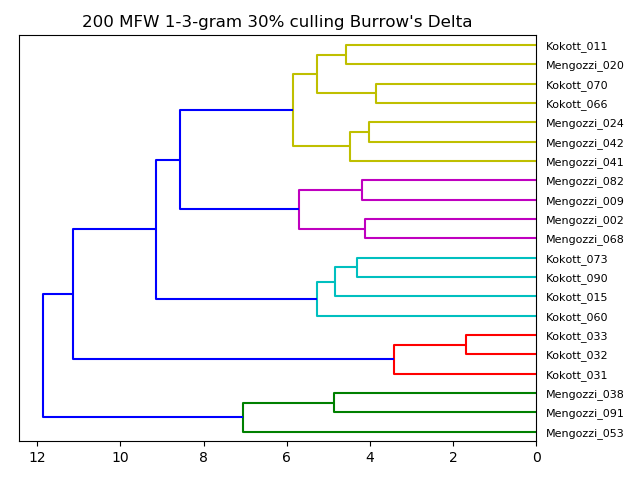 200 MFW 1-3-gram 30% culling Burrow's Delta
Kokott_011
Mengozzi_020
Kokott_070
Kokott_066
Mengozzi_024
Mengozzi_042
Mengozzi_041
Mengozzi_082
Mengozzi_009
Mengozzi_002
Mengozzi_068
Kokott_073
Kokott_090
Kokott_015
Kokott_060
Kokott_033
Kokott_032
Kokott_031
Mengozzi_038
Mengozzi_091
Mengozzi_053
12 10 8 6 4 2 0